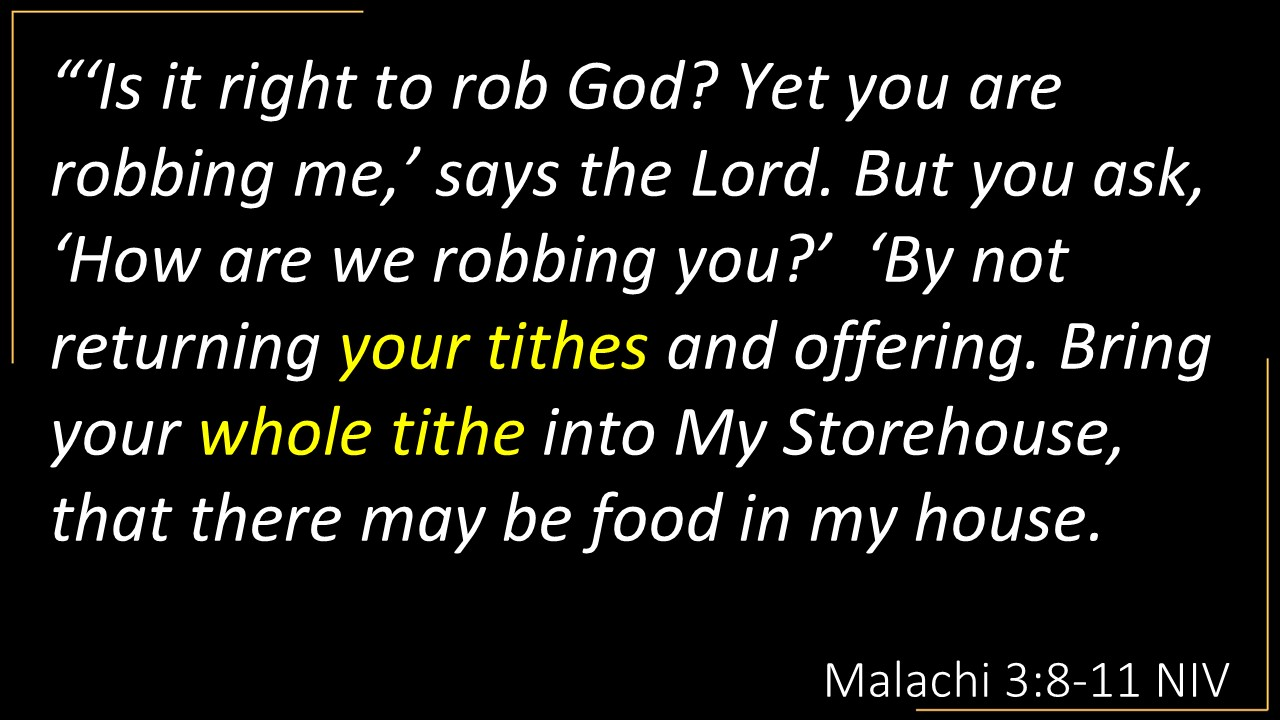 “‘Is it right to rob God? Yet you are
robbing me,’ says the Lord. But you ask,
‘How are we robbing you?’  ‘By not
returning your tithes and offering. Bring
your whole tithe into My Storehouse,
that there may be food in my house.
Malachi 3:8-11 NIV